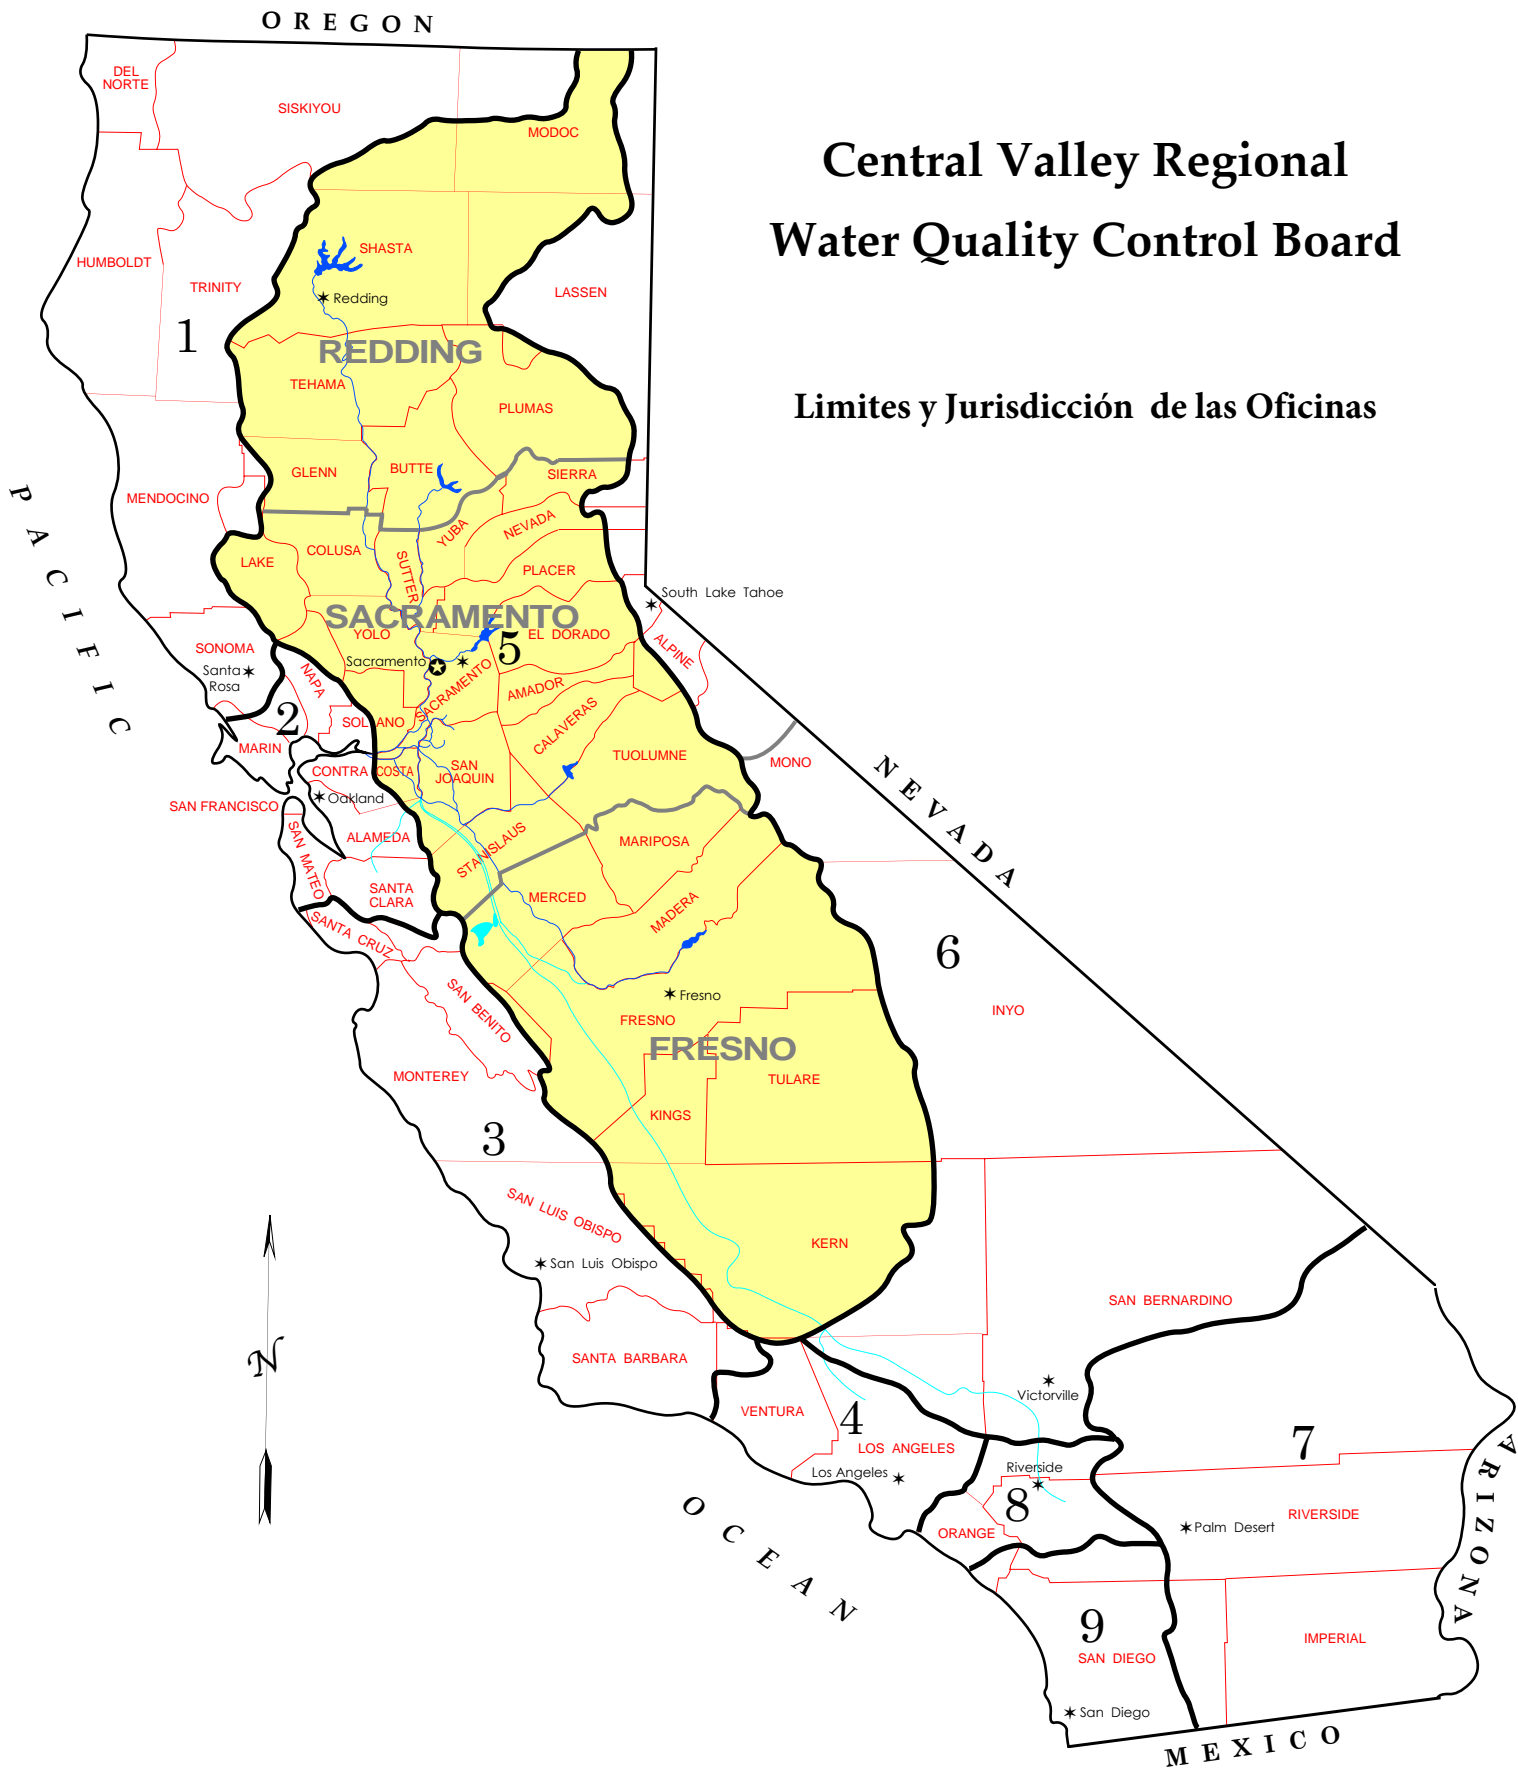 OREGON
DEL
NORTE
SISKIYOU
MODOC
Central Valley Regional
Water Quality Control Board
Limites y Jurisdicción de las Oficinas
SHASTA
HUMBOLDT
TRINITY
Redding
LASSEN
1
REDDING
TEHAMA
PLUMAS
GLENN
BUTTE
SIERRA
MENDOCINO
PACIFIC
YUBA
NEVADA
COLUSA
LAKE
SUTTER
PLACER
South Lake Tahoe
SACRAMENTO
YOLO
EL DORADO
5
SONOMA
Santa
Rosa
Sacramento
ALPINE
NAPA
SACRAMENTO
AMADOR
2
SOLANO
CALAVERAS
MARIN
TUOLUMNE
MONO
NEVADA
CONTRA COSTA
SAN
JOAQUIN
Oakland
SAN FRANCISCO
ALAMEDA
STANISLAUS
MARIPOSA
SAN MATEO
SANTA
CLARA
MERCED
MADERA
SANTA CRUZ
6
SAN BENITO
Fresno
FRESNO
INYO
FRESNO
MONTEREY
TULARE
KINGS
3
SAN LUIS OBISPO
KERN
San Luis Obispo
SAN BERNARDINO
N
SANTA BARBARA
Victorville
VENTURA
4
LOS ANGELES
7
ARIZONA
Los Angeles
Riverside
8
OCEAN
ORANGE
Palm Desert
RIVERSIDE
9
SAN DIEGO
IMPERIAL
San Diego
MEXICO